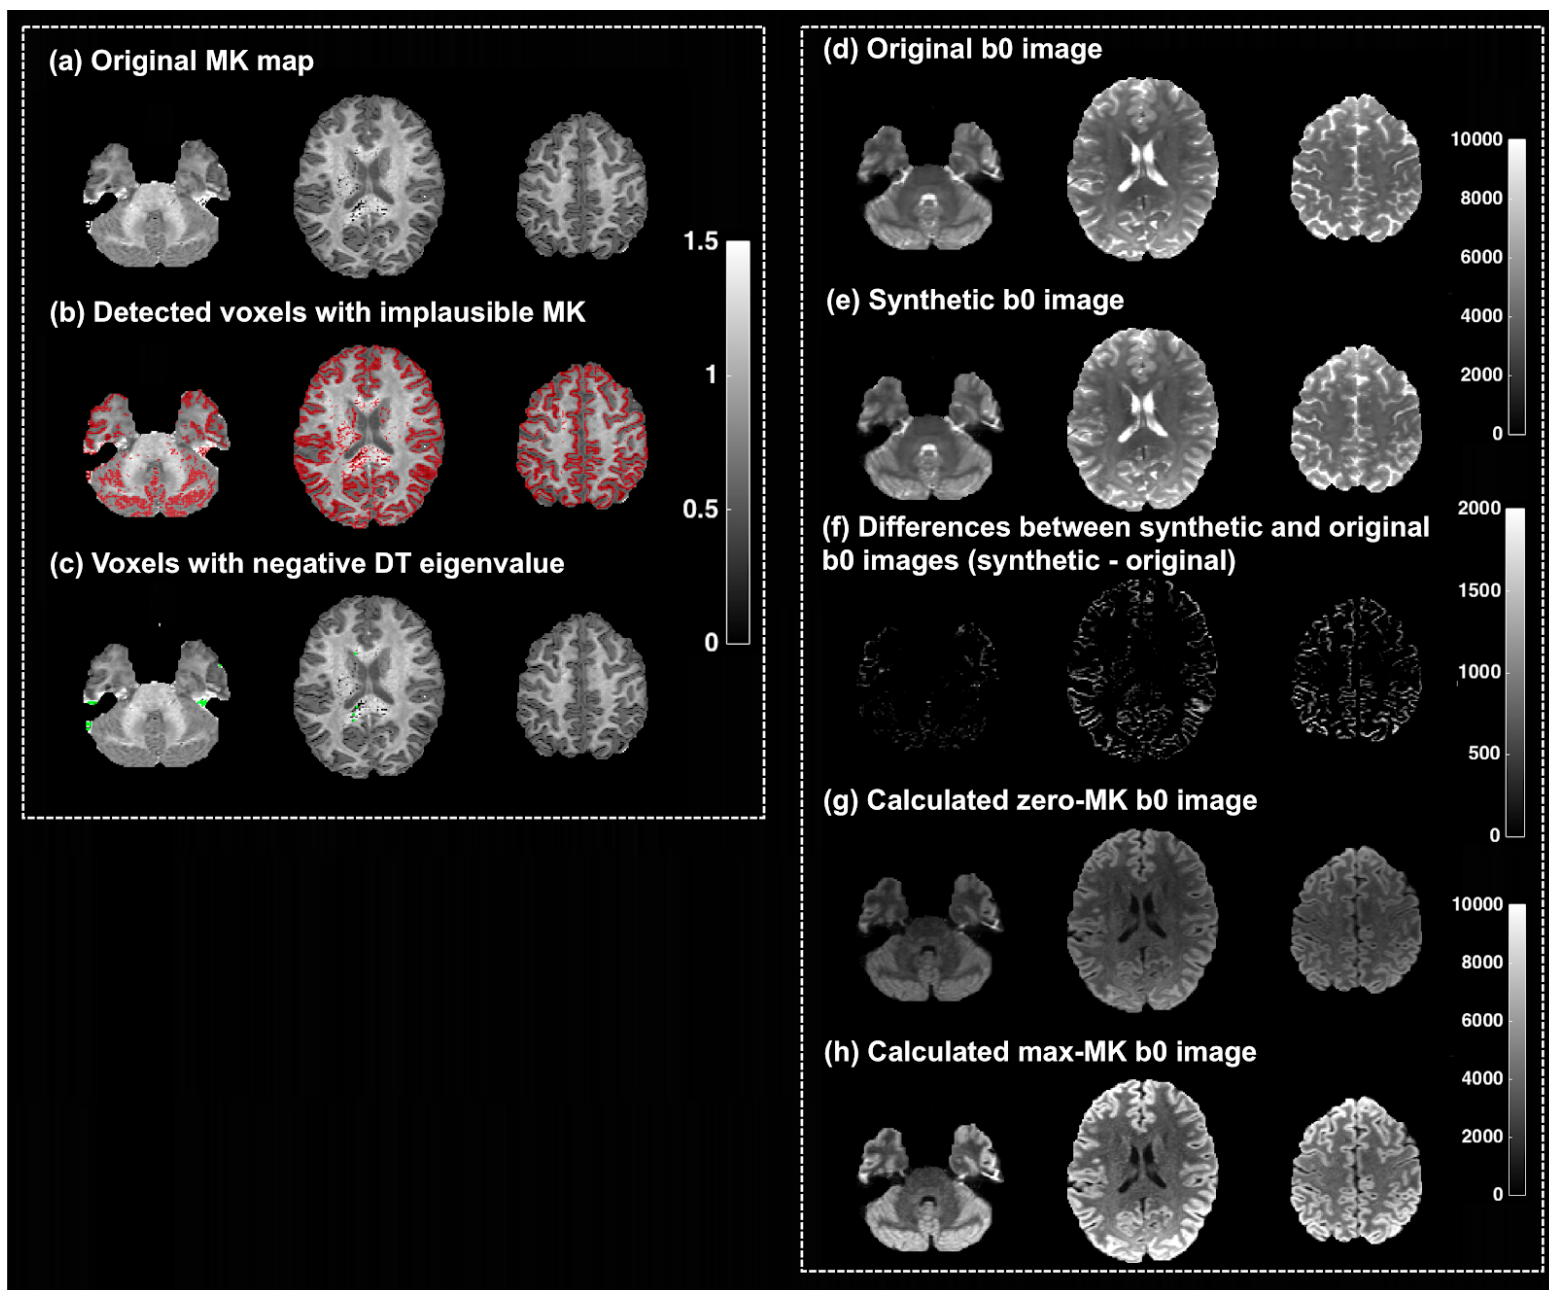 (a) Original MK map
(b) Detected voxels with implausible MK
(c) Voxels with negative DT eigenvalue
1.5
1
0.5
0
(d) Original b0 image
(e) Synthetic b0 image
10000
8000
6000
4000
2000
0
(f) Differences between synthetic and original
b0 images (synthetic - original)
2000
1500
1000
500
0
(g) Calculated zero-MK b0 image
(h) Calculated max-MK b0 image
10000
8000
6000
4000
2000
0